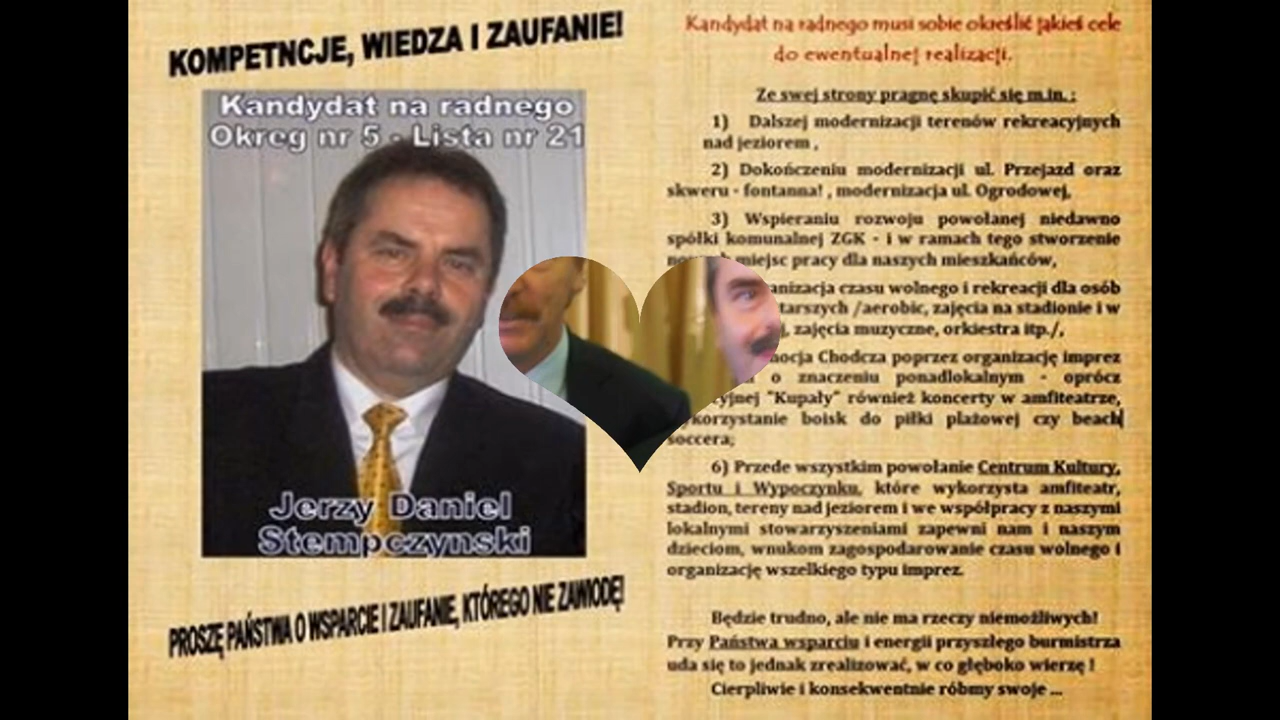 KOMPETNCJE, WIEDZA I ZAUFANIE!
Kandydat na radnego
Okreg nr 5 - Lista nr 21
Jerzy Daniel
Stempczynski
PROSZĘ PAŃSTWA O WSPARCIE I ZAUFANIE, KTÓREGO NIE ZAWIODĘ!
Kandydat na radnego musi sobie określić jakieś cele
do ewentualnej realizacji.
Ze swej strony pragnę skupić się m.in. :
1) Dalszej modernizacji terenów rekreacyjnych
nad jeziorem ,
2) Dokończeniu modernizacji ul. Przejazd oraz
skweru - fontanna! , modernizacja ul. Ogrodowej,
3) Wspieraniu rozwoju powołanej niedawno
spółki komunalnej ZGK - i w ramach tego stworzenie
miejsc pracy dla naszych mieszkańców,
czasu wolnego i rekreacji dla osób
/aerobic, zajęcia na stadionie i w
zajęcia muzyczne, orkiestra itp./,
Chodcza poprzez organizację imprez
o znaczeniu ponadlokalnym - oprócz
"Kupały" również koncerty w amfiteatrze,
boisk do piłki plażowej czy beach
soccera;
6) Przede wszystkim powołanie Centrum Kultury,
Sportu i Wypoczynku, które wykorzysta amfiteatr,
stadion, tereny nad jeziorem i we współpracy z naszymi
lokalnymi stowarzyszeniami zapewni nam i naszym
dzieciom, wnukom zagospodarowanie czasu wolnego i
organizację wszelkiego typu imprez.
Będzie trudno, ale nie ma rzeczy niemożliwych!
Przy Państwa wsparciu i energii przyszłego burmistrza
uda się to jednak zrealizować, w co głęboko wierzę !
Cierpliwie i konsekwentnie róbmy swoje ...